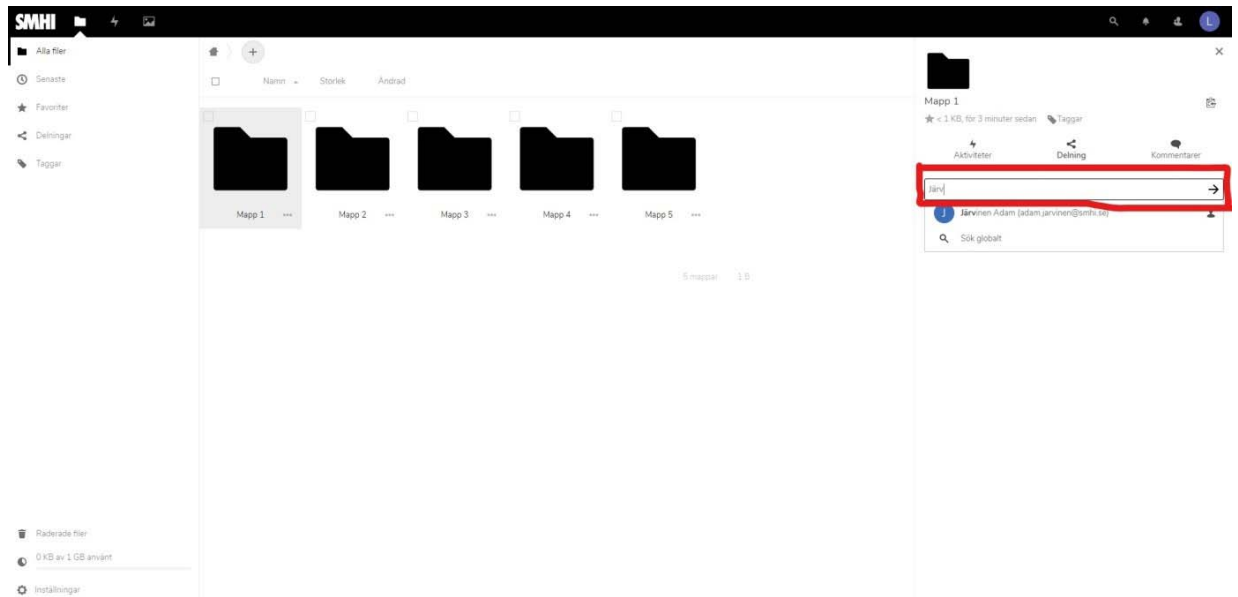 SMHI
L
Alla filer
Senaste
Favoriter
Delningar
Taggar
Namn Storlek Ändrad
Mapp 1 ... Mapp 2 ... Mapp 3 ... Mapp 4 ... Mapp 5 ...
5 mappar 1 B
Raderade filer
0 KB av 1 GB använt
Inställningar
Mapp 1
< 1 KB, för 3 minuter sedan Taggar
Aktiviteter Delning Kommentarer
Järv
J Järvinen Adam (adam.jarvinen@smhi.se)
Sök globalt